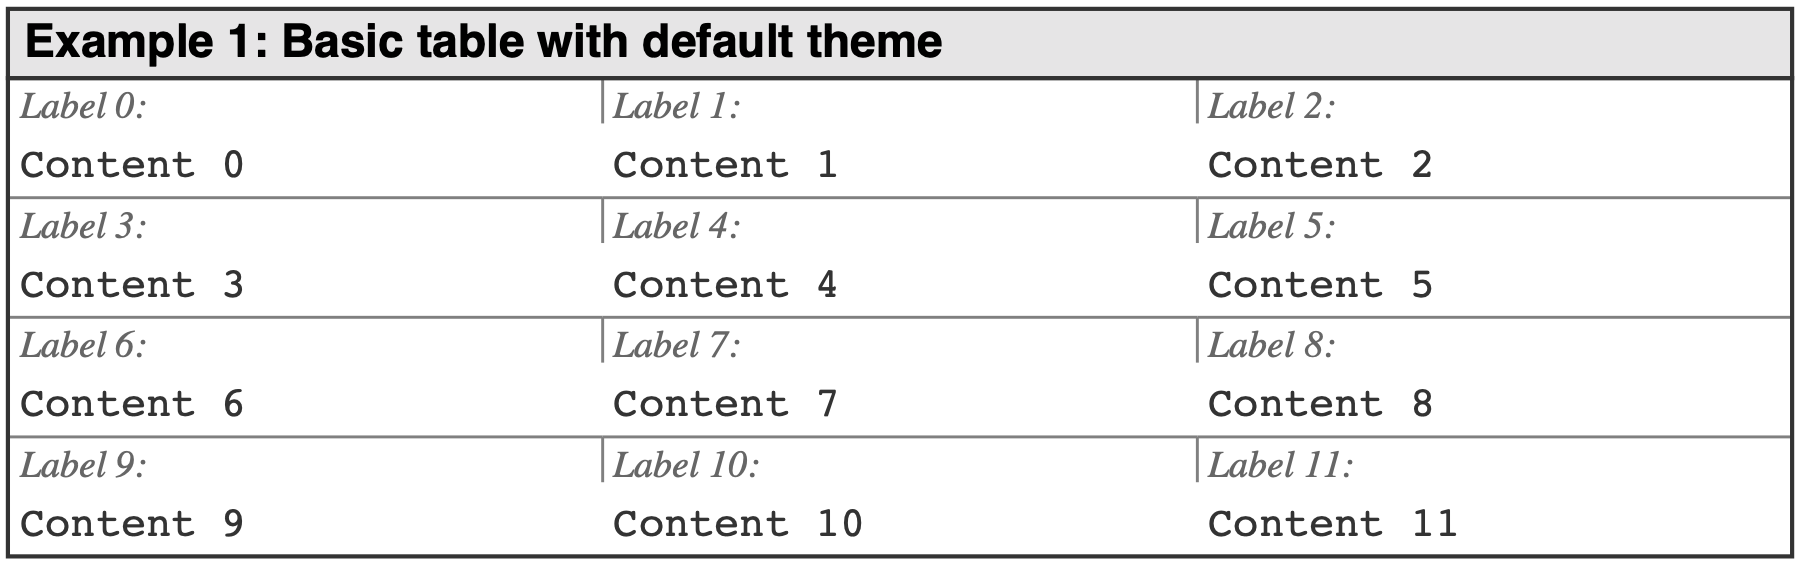 Example 1: Basic table with default theme
Label 0: Label 1: Label 2:
Content 0 Content 1 Content 2
Label 3: Label 4: Label 5:
Content 3 Content 4 Content 5
Label 6: Label 7: Label 8:
Content 6 Content 7 Content 8
Label 9: Label 10: Label 11:
Content 9 Content 10 Content 11